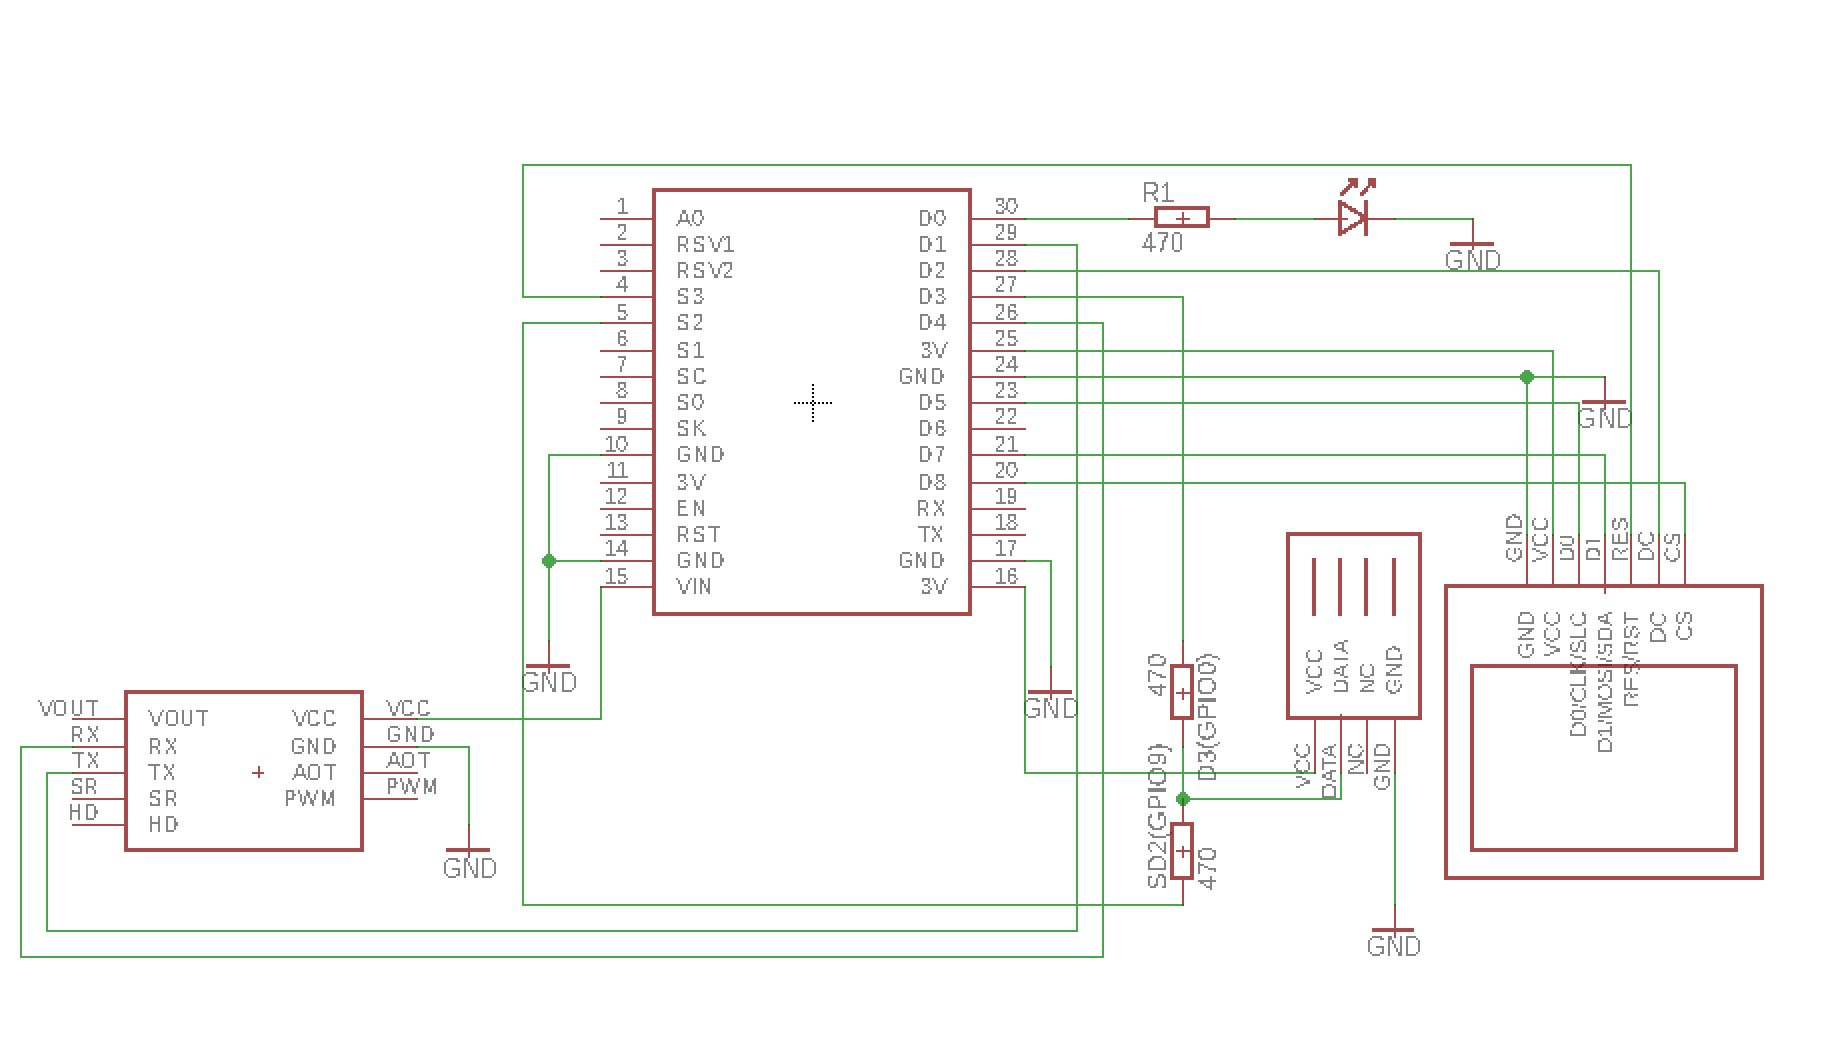 R1
470
GND
1 A0 D0 30
2 RSV1 D1 29
3 RSV2 D2 28
4 S3 D3 27
5 S2 D4 26
6 S1 3V 25
7 SC GND 24
8 S0 D5 23
9 SK D6 22
10 GND D7 21
11 3V D8 20
12 EN RX 19
13 RST TX 18
14 GND GND 17
15 VIN 3V 16
GND
GND
GND
VOUT VOUT VCC VCC
RX RX GND GND
TX TX AOT AOT
SR SR PWM PWM
HD HD
GND
470
D3(GPIO0)
SD2(GPIO9)
470
VCC
DATA
NC
GND
VCC
DATA
NC
GND
GND
GND
VCC
D0
D1
RES
DC
CS
GND
VCC
D0/CLK/SLC
D1/MOSI/SDA
RES/RST
DC
CS